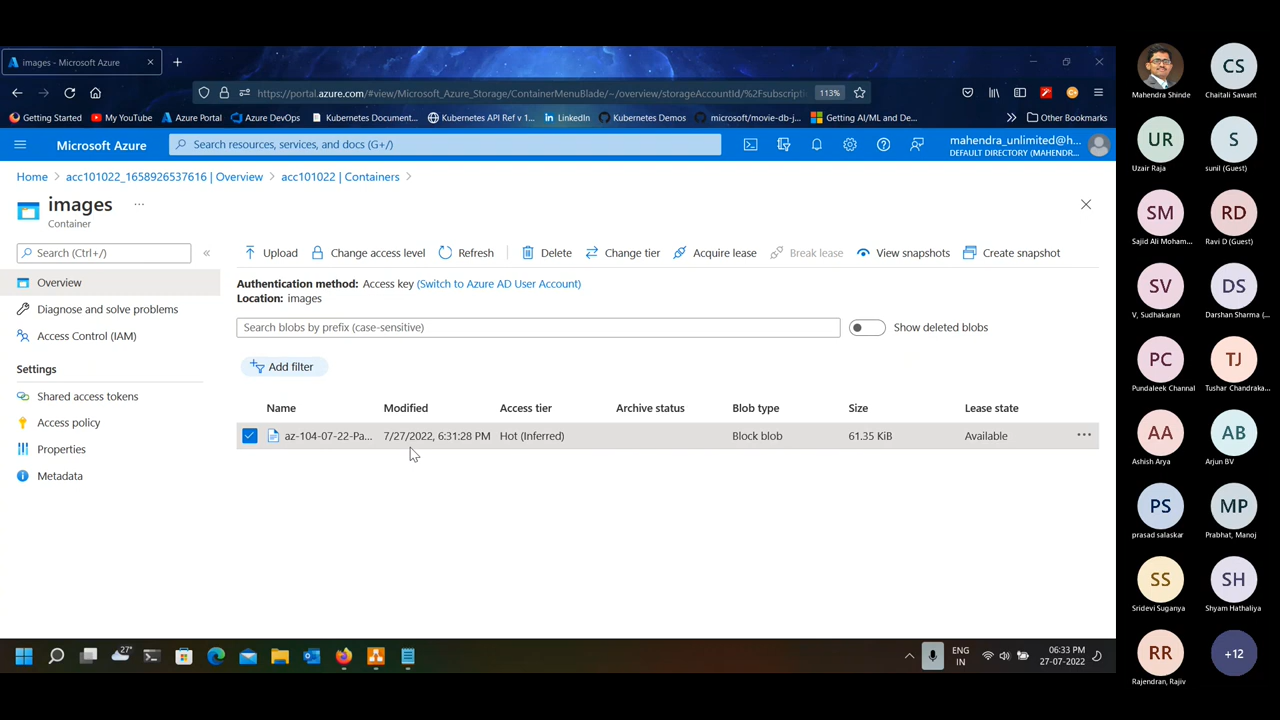 images - Microsoft Azure
https://portal.azure.com/#view/Microsoft_Azure_Storage/ContainerMenuBlade/~/overview/storageAccountId/%2Fsubscripti
113%
Getting Started
My YouTube
Azure Portal
Azure DevOps
Kubernetes Document...
Kubernetes API Ref v 1...
LinkedIn
Kubernetes Demos
microsoft/movie-db-j...
Getting AI/ML and De...
Other Bookmarks
Microsoft Azure
Search resources, services, and docs (G+/)
mahendra_unlimited@h...
DEFAULT DIRECTORY (MAHENDR...
Home > acc101022_1658926537616 | Overview > acc101022 | Containers >
images ...
Container
Search (Ctrl+/)
«
Upload
Change access level
Refresh
Delete
Change tier
Acquire lease
Break lease
View snapshots
Create snapshot
Overview
Diagnose and solve problems
Access Control (IAM)
Settings
Shared access tokens
Access policy
Properties
Metadata
Authentication method: Access key (Switch to Azure AD User Account)
Location: images
Search blobs by prefix (case-sensitive)
Show deleted blobs
Add filter
Name Modified Access tier Archive status Blob type Size Lease state
az-104-07-22-Pa... 7/27/2022, 6:31:28 PM Hot (Inferred) Block blob 61.35 KiB Available ...
27°
ENG
IN
06:33 PM
27-07-2022
Mahendra Shinde
CS
Chaitali Sawant
UR
Uzair Raja
S
sunil (Guest)
SM
Sajid Ali Moham...
RD
Ravi D (Guest)
SV
V, Sudhakaran
DS
Darshan Sharma (...
PC
Pundaleek Channal
TJ
Tushar Chandraka...
AA
Ashish Arya
AB
Arjun BV
PS
prasad salaskar
MP
Prabhat, Manoj
SS
Sridevi Suganya
SH
Shyam Hathaliya
RR
Rajendran, Rajiv
+12